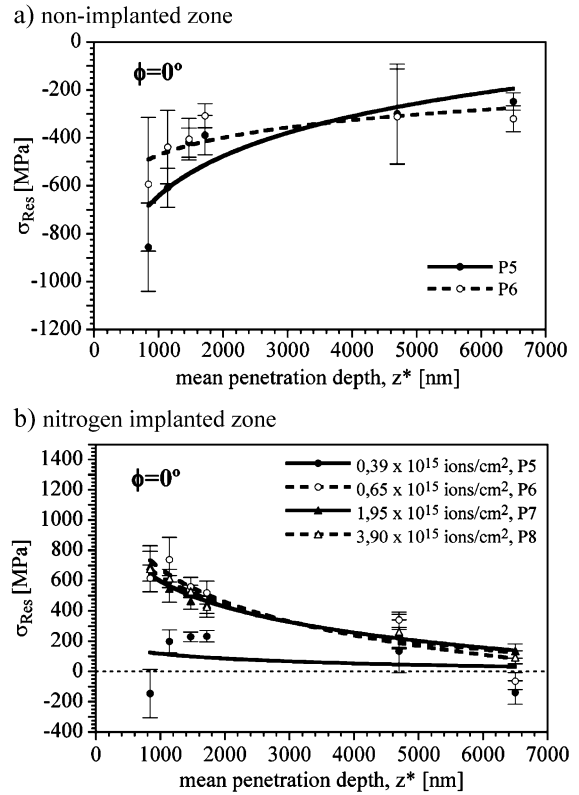 a) non-implanted zone
0
-200
-400
-600
-800
-1000
-1200
σRes [MPa]
ϕ=0º
P5
P6
0 1000 2000 3000 4000 5000 6000 7000
mean penetration depth, z* [nm]
b) nitrogen implanted zone
1400
1200
1000
800
600
400
200
0
-200
-400
σRes [MPa]
ϕ=0º
0,39 x 10¹⁵ ions/cm², P5
0,65 x 10¹⁵ ions/cm², P6
1,95 x 10¹⁵ ions/cm², P7
3,90 x 10¹⁵ ions/cm², P8
0 1000 2000 3000 4000 5000 6000 7000
mean penetration depth, z* [nm]